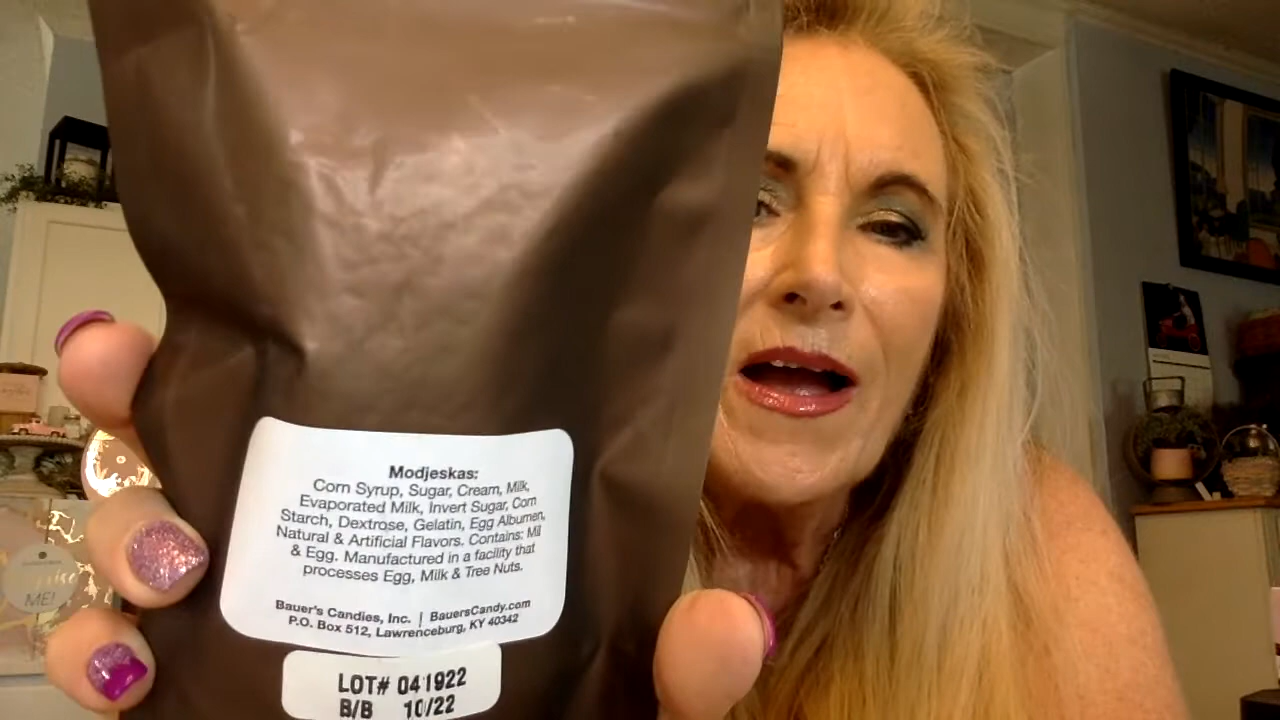 Modjeskas:
Corn Syrup, Sugar, Cream, Milk,
Evaporated Milk, Invert Sugar, Corn
Starch, Dextrose, Gelatin, Egg Albumen,
Natural & Artificial Flavors. Contains: Mil
& Egg. Manufactured in a facility that
processes Egg, Milk & Tree Nuts.
Bauer's Candies, Inc. | BauersCandy.com
P.O. Box 512, Lawrenceburg, KY 40342
LOT# 041922
B/B 10/22
ME!